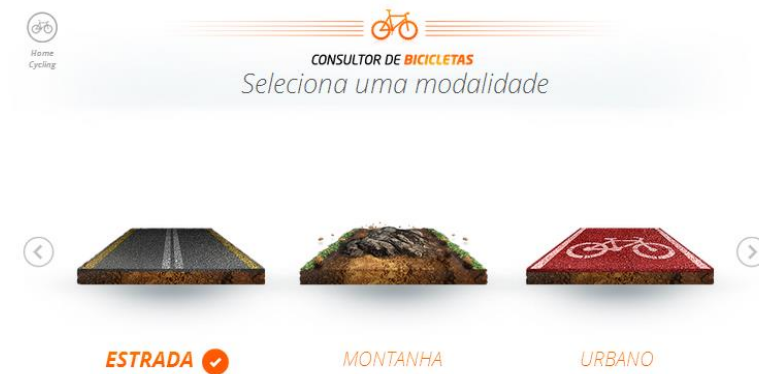 Home
Cycling
CONSULTOR DE BICICLETAS
Seleciona uma modalidade
ESTRADA
MONTANHA
URBANO